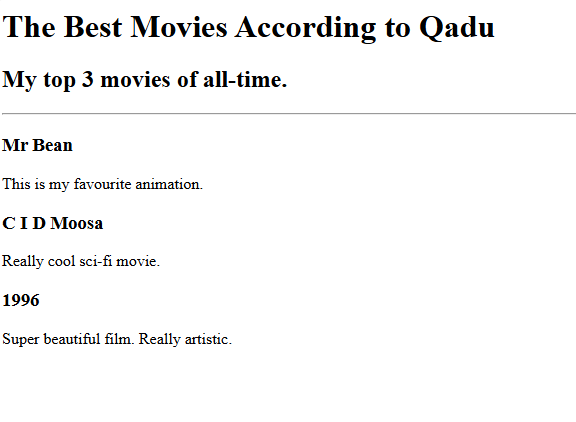 The Best Movies According to Qadu
My top 3 movies of all-time.
Mr Bean
This is my favourite animation.
C I D Moosa
Really cool sci-fi movie.
1996
Super beautiful film. Really artistic.